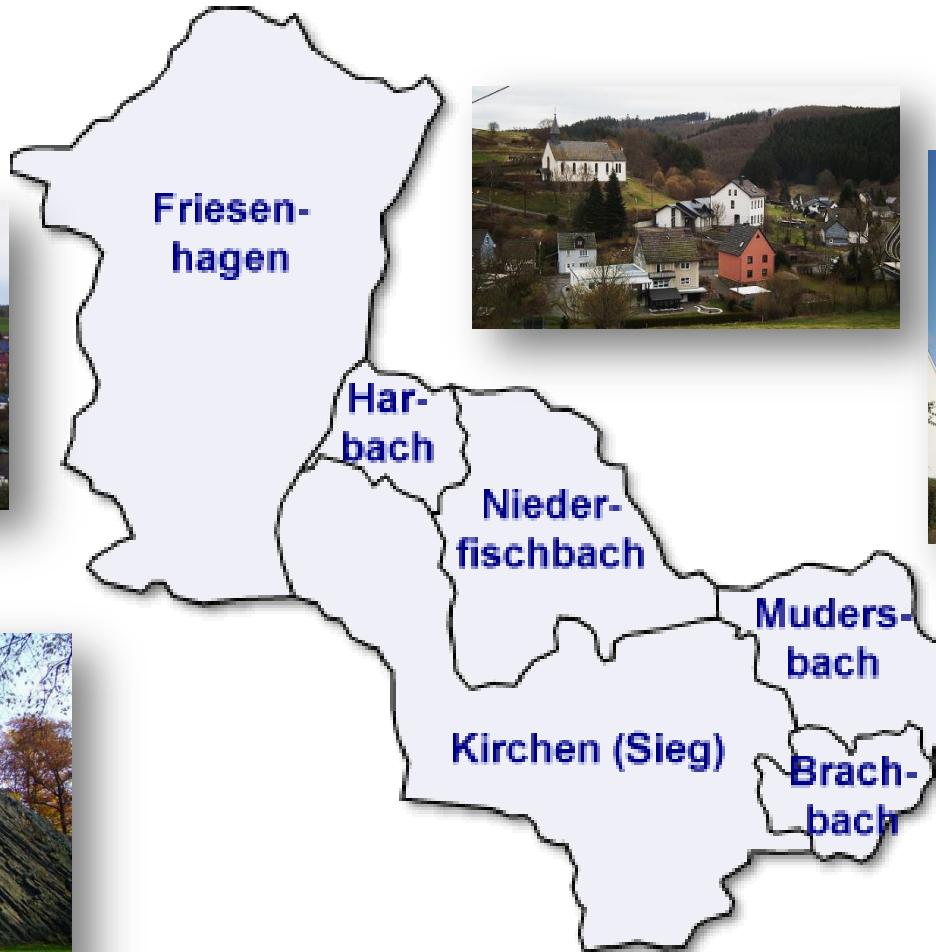 Friesen-
hagen
Har-
bach
Nieder-
fischbach
Muders-
bach
Kirchen (Sieg)
Brach-
bach